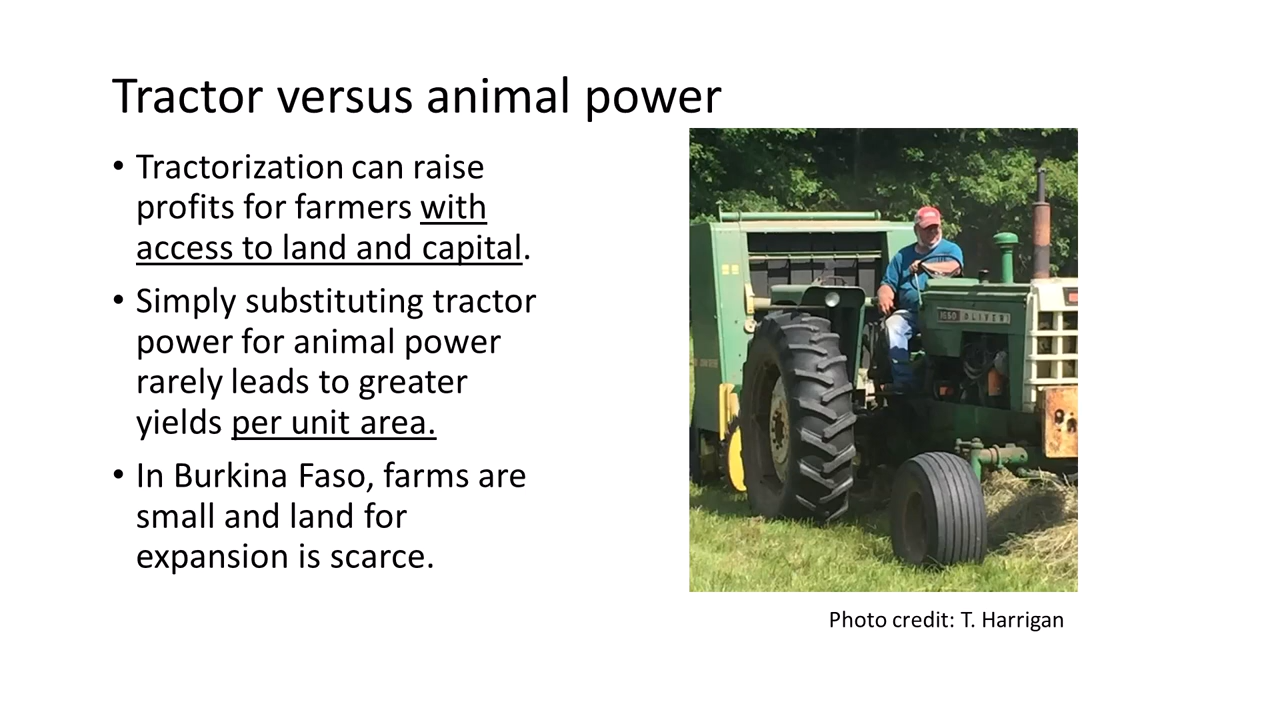 Tractor versus animal power
• Tractorization can raise
profits for farmers with
access to land and capital.
• Simply substituting tractor
power for animal power
rarely leads to greater
yields per unit area.
• In Burkina Faso, farms are
small and land for
expansion is scarce.
1650 OLIVER
Photo credit: T. Harrigan